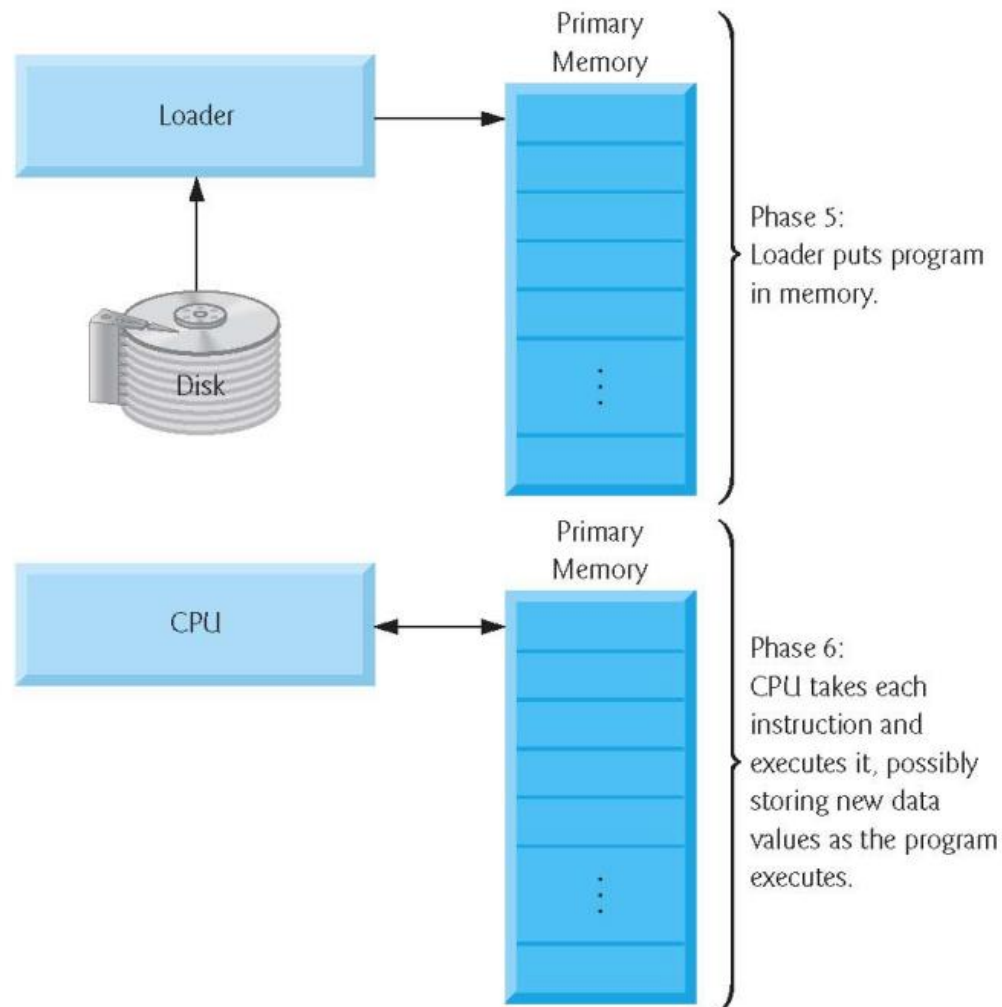 Primary
Memory
Loader
Disk
Phase 5:
Loader puts program
in memory.
Primary
Memory
CPU
Phase 6:
CPU takes each
instruction and
executes it, possibly
storing new data
values as the program
executes.